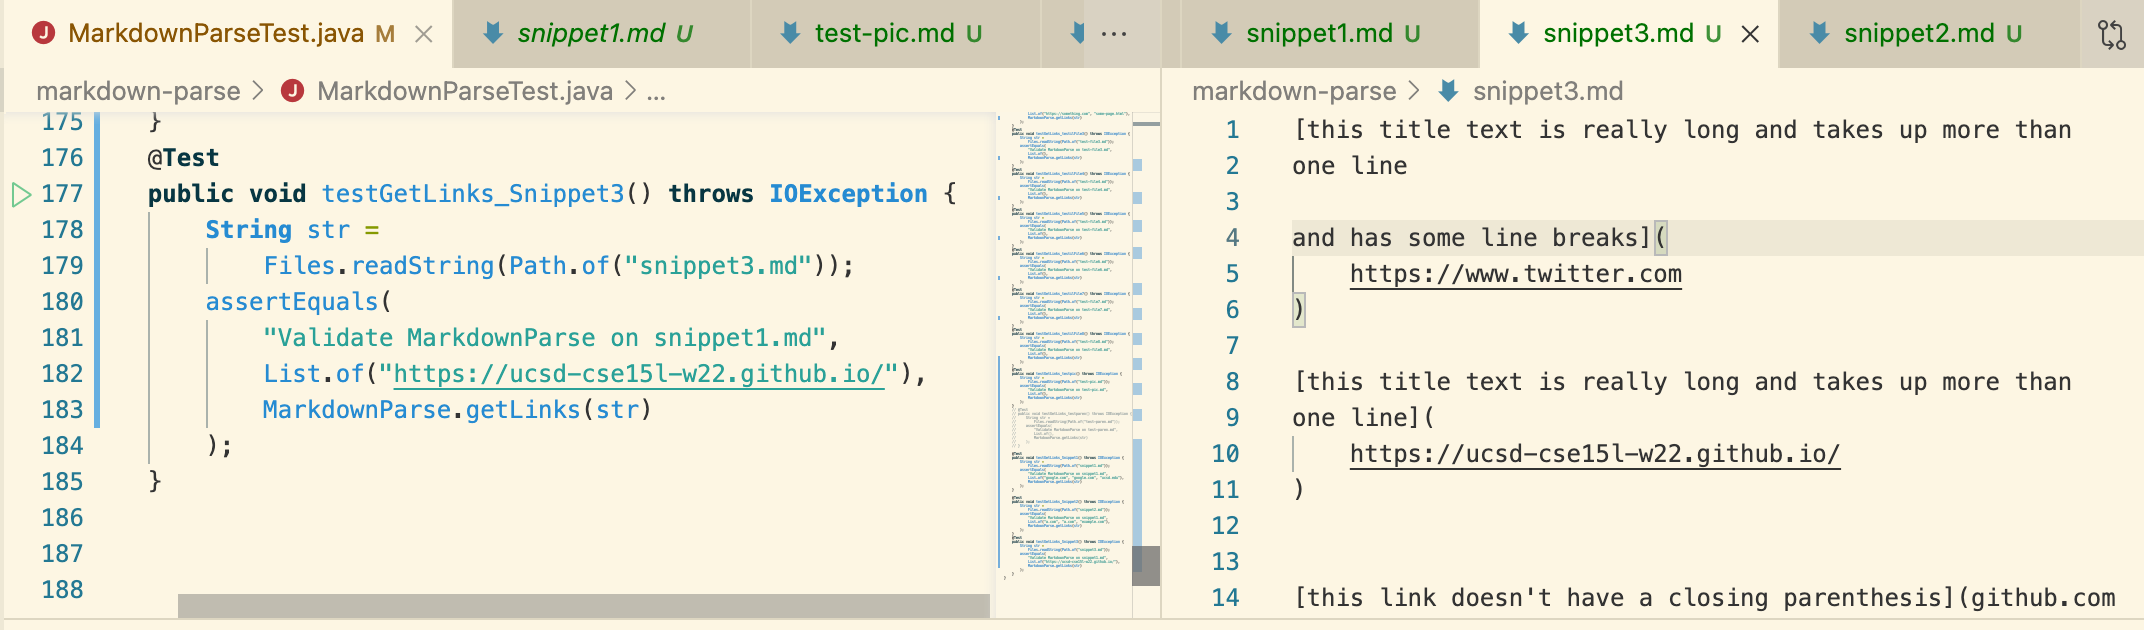 J MarkdownParseTest.java M
snippet1.md U
test-pic.md U
...
snippet1.md U
snippet3.md U
snippet2.md U
markdown-parse > J MarkdownParseTest.java > ...
175 }
176 @Test
177 public void testGetLinks_Snippet3() throws IOException {
178 String str =
179 Files.readString(Path.of("snippet3.md"));
180 assertEquals(
181 "Validate MarkdownParse on snippet1.md",
182 List.of("https://ucsd-cse15l-w22.github.io/"),
183 MarkdownParse.getLinks(str)
184 );
185 }
186
187
188
markdown-parse > snippet3.md
1 [this title text is really long and takes up more than
2 one line
3
4 and has some line breaks](
5 https://www.twitter.com
6 )
7
8 [this title text is really long and takes up more than
9 one line](
10 https://ucsd-cse15l-w22.github.io/
11 )
12
13
14 [this link doesn't have a closing parenthesis](github.com